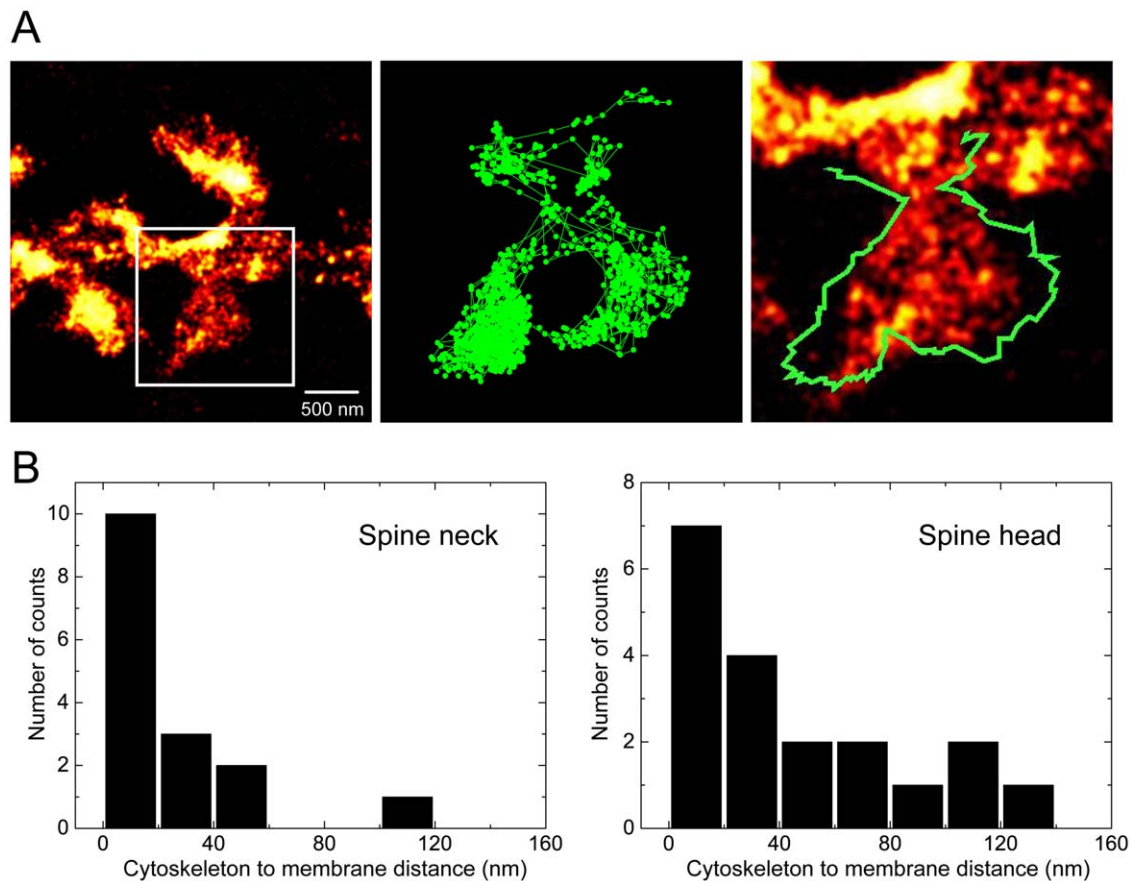 A
500 nm
B
Number of counts
10
8
6
4
2
0
Spine neck
0
40
80
120
160
Cytoskeleton to membrane distance (nm)
Number of counts
8
6
4
2
0
Spine head
0
40
80
120
160
Cytoskeleton to membrane distance (nm)